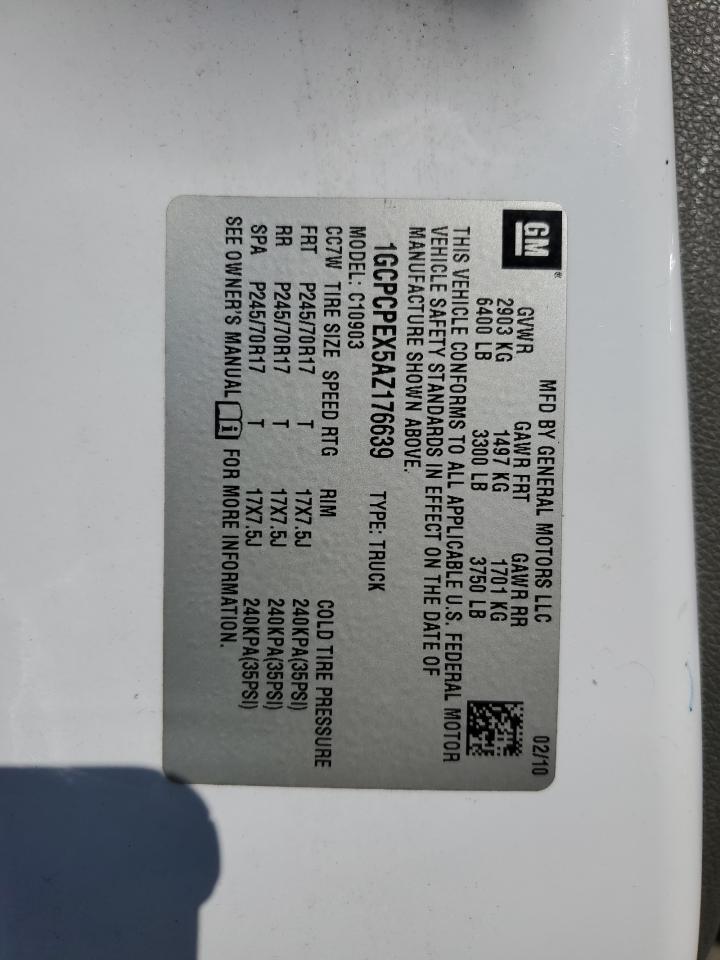 GM®
MFD BY GENERAL MOTORS LLC 02/10
GVWR GAWR FRT GAWR RR
2903 KG 1497 KG 1701 KG
6400 LB 3300 LB 3750 LB
THIS VEHICLE CONFORMS TO ALL APPLICABLE U.S. FEDERAL MOTOR
VEHICLE SAFETY STANDARDS IN EFFECT ON THE DATE OF
MANUFACTURE SHOWN ABOVE.
1GCPCPEX5AZ176639 TYPE: TRUCK
MODEL: C10903
CC7W TIRE SIZE SPEED RTG RIM COLD TIRE PRESSURE
FRT P245/70R17 T 17X7.5J 240KPA(35PSI)
RR P245/70R17 T 17X7.5J 240KPA(35PSI)
SPA P245/70R17 T 17X7.5J 240KPA(35PSI)
SEE OWNER'S MANUAL i FOR MORE INFORMATION.